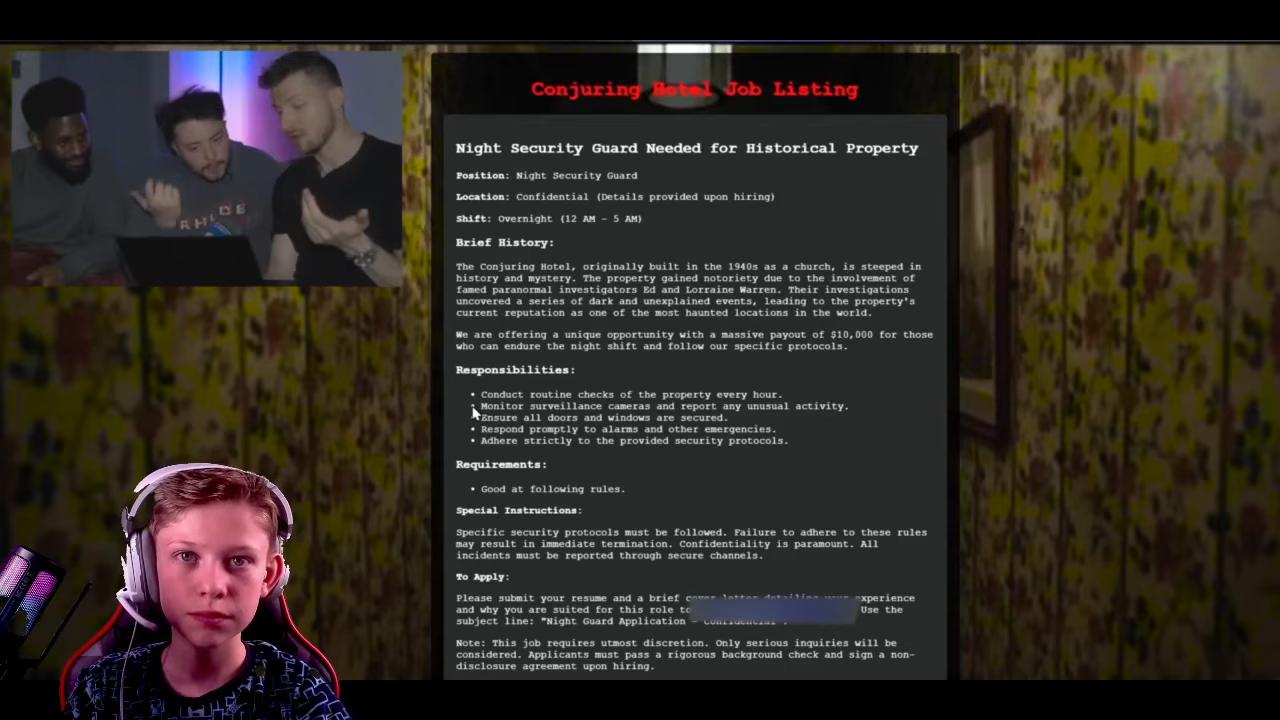 Conjuring Hotel Job Listing
Night Security Guard Needed for Historical Property
Position: Night Security Guard
Location: Confidential (Details provided upon hiring)
Shift: Overnight (12 AM - 5 AM)
Brief History:
The Conjuring Hotel, originally built in the 1940s as a church, is steeped in
history and mystery. The property gained notoriety due to the involvement of
famed paranormal investigators Ed and Lorraine Warren. Their investigations
uncovered a series of dark and unexplained events, leading to the property's
current reputation as one of the most haunted locations in the world.
We are offering a unique opportunity with a massive payout of $10,000 for those
who can endure the night shift and follow our specific protocols.
Responsibilities:
• Conduct routine checks of the property every hour.
• Monitor surveillance cameras and report any unusual activity.
• Ensure all doors and windows are secured.
• Respond promptly to alarms and other emergencies.
• Adhere strictly to the provided security protocols.
Requirements:
• Good at following rules.
Special Instructions:
Specific security protocols must be followed. Failure to adhere to these rules
may result in immediate termination. Confidentiality is paramount. All
incidents must be reported through secure channels.
To Apply:
Please submit your resume and a brief cover letter detailing your experience
and why you are suited for this role to Use the
subject line: "Night Guard Application - Confidential".
Note: This job requires utmost discretion. Only serious inquiries will be
considered. Applicants must pass a rigorous background check and sign a non-
disclosure agreement upon hiring.